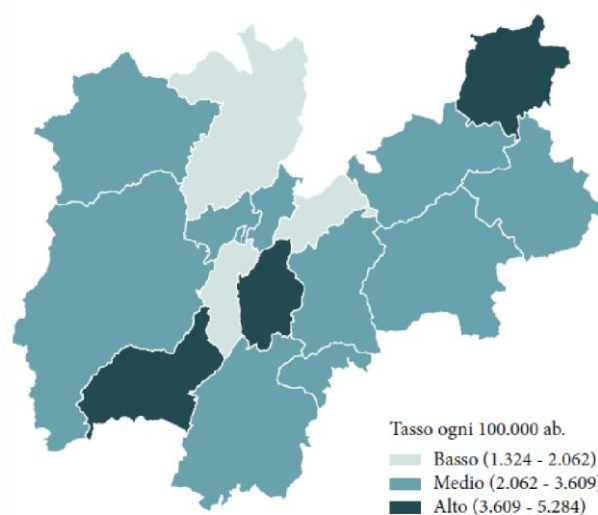 Tasso ogni 100.000 ab.
Basso (1.324 - 2.062)
Medio (2.062 - 3.609)
Alto (3.609 - 5.284)